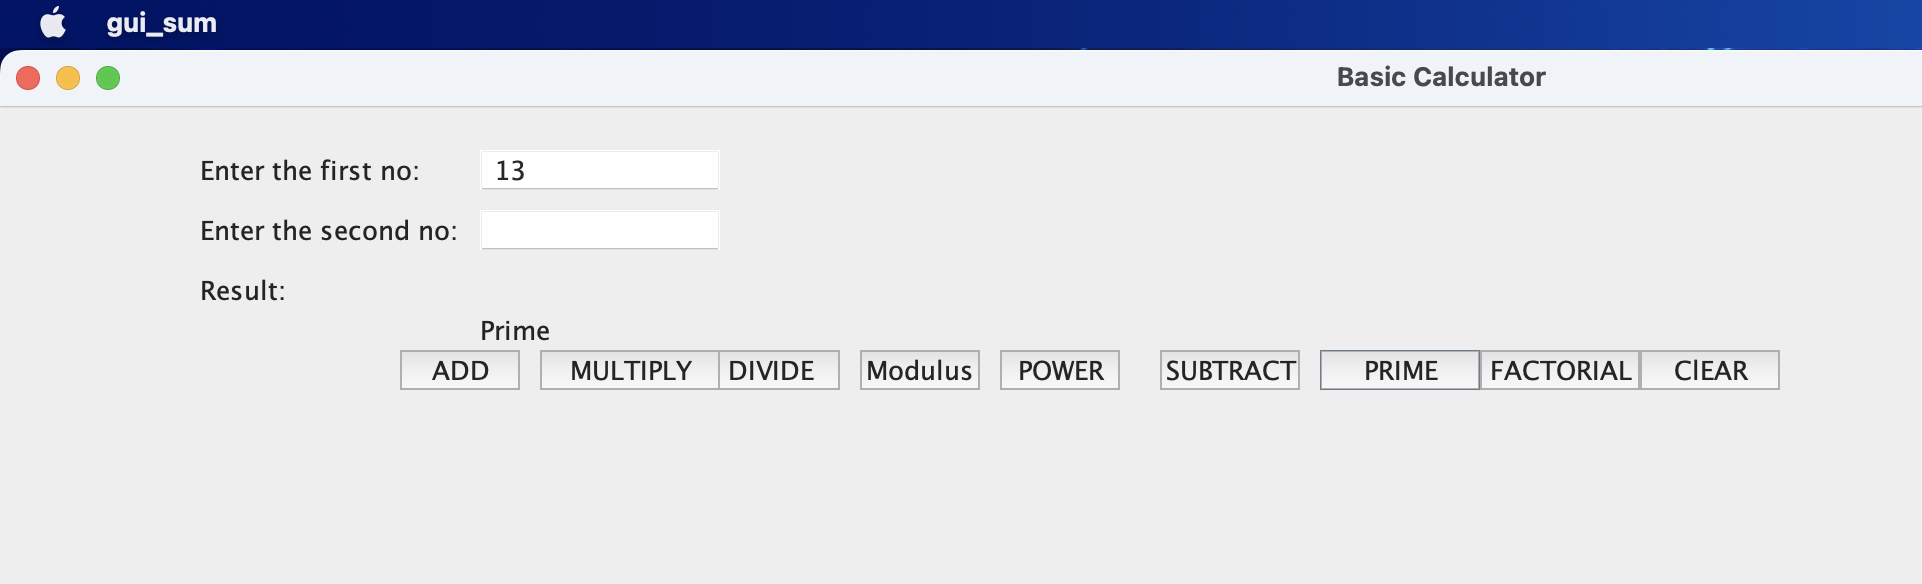 gui_sum
Basic Calculator
Enter the first no: 13
Enter the second no:
Result:
Prime
ADD MULTIPLY DIVIDE Modulus POWER SUBTRACT PRIME FACTORIAL ClEAR